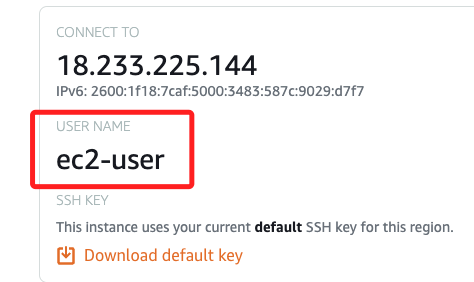 CONNECT TO
18.233.225.144
IPv6: 2600:1f18:7caf:5000:3483:587c:9029:d7f7
USER NAME
ec2-user
SSH KEY
This instance uses your current default SSH key for this region.
Download default key